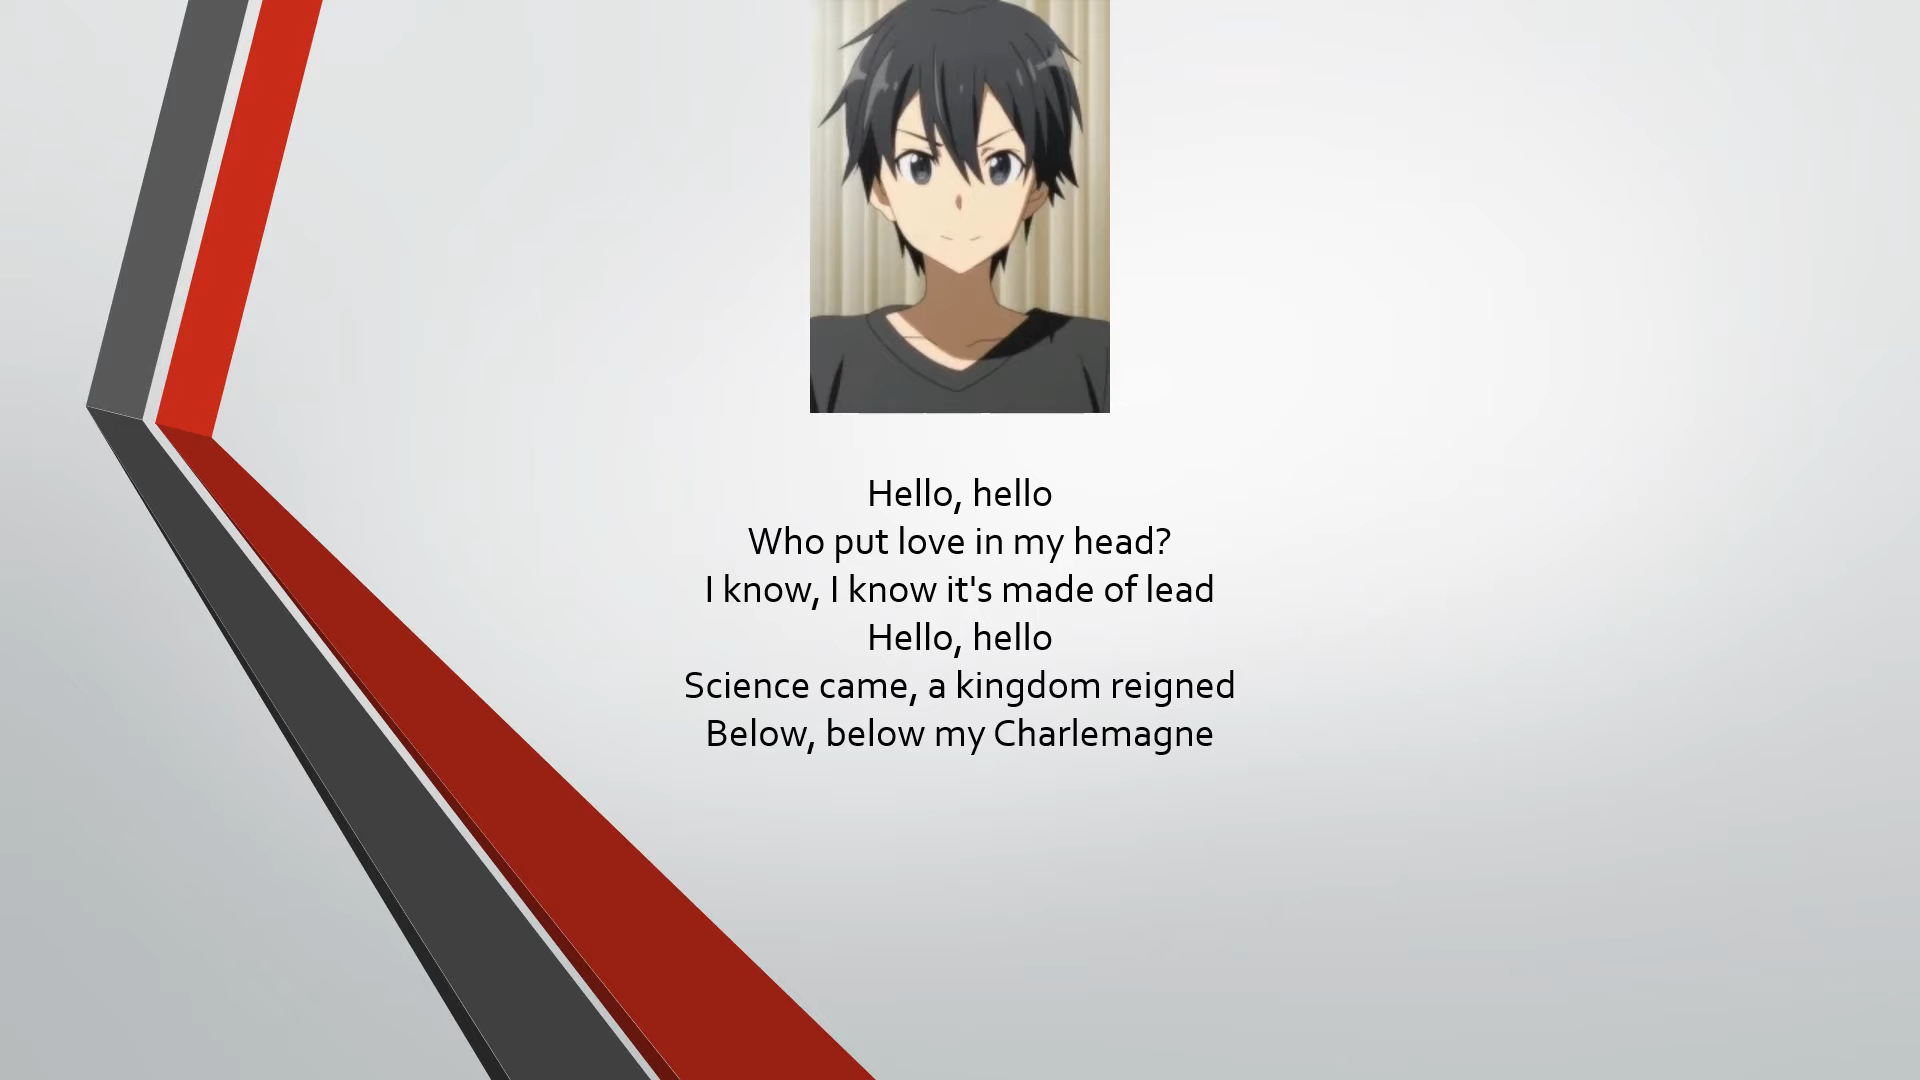 Hello, hello
Who put love in my head?
I know, I know it's made of lead
Hello, hello
Science came, a kingdom reigned
Below, below my Charlemagne